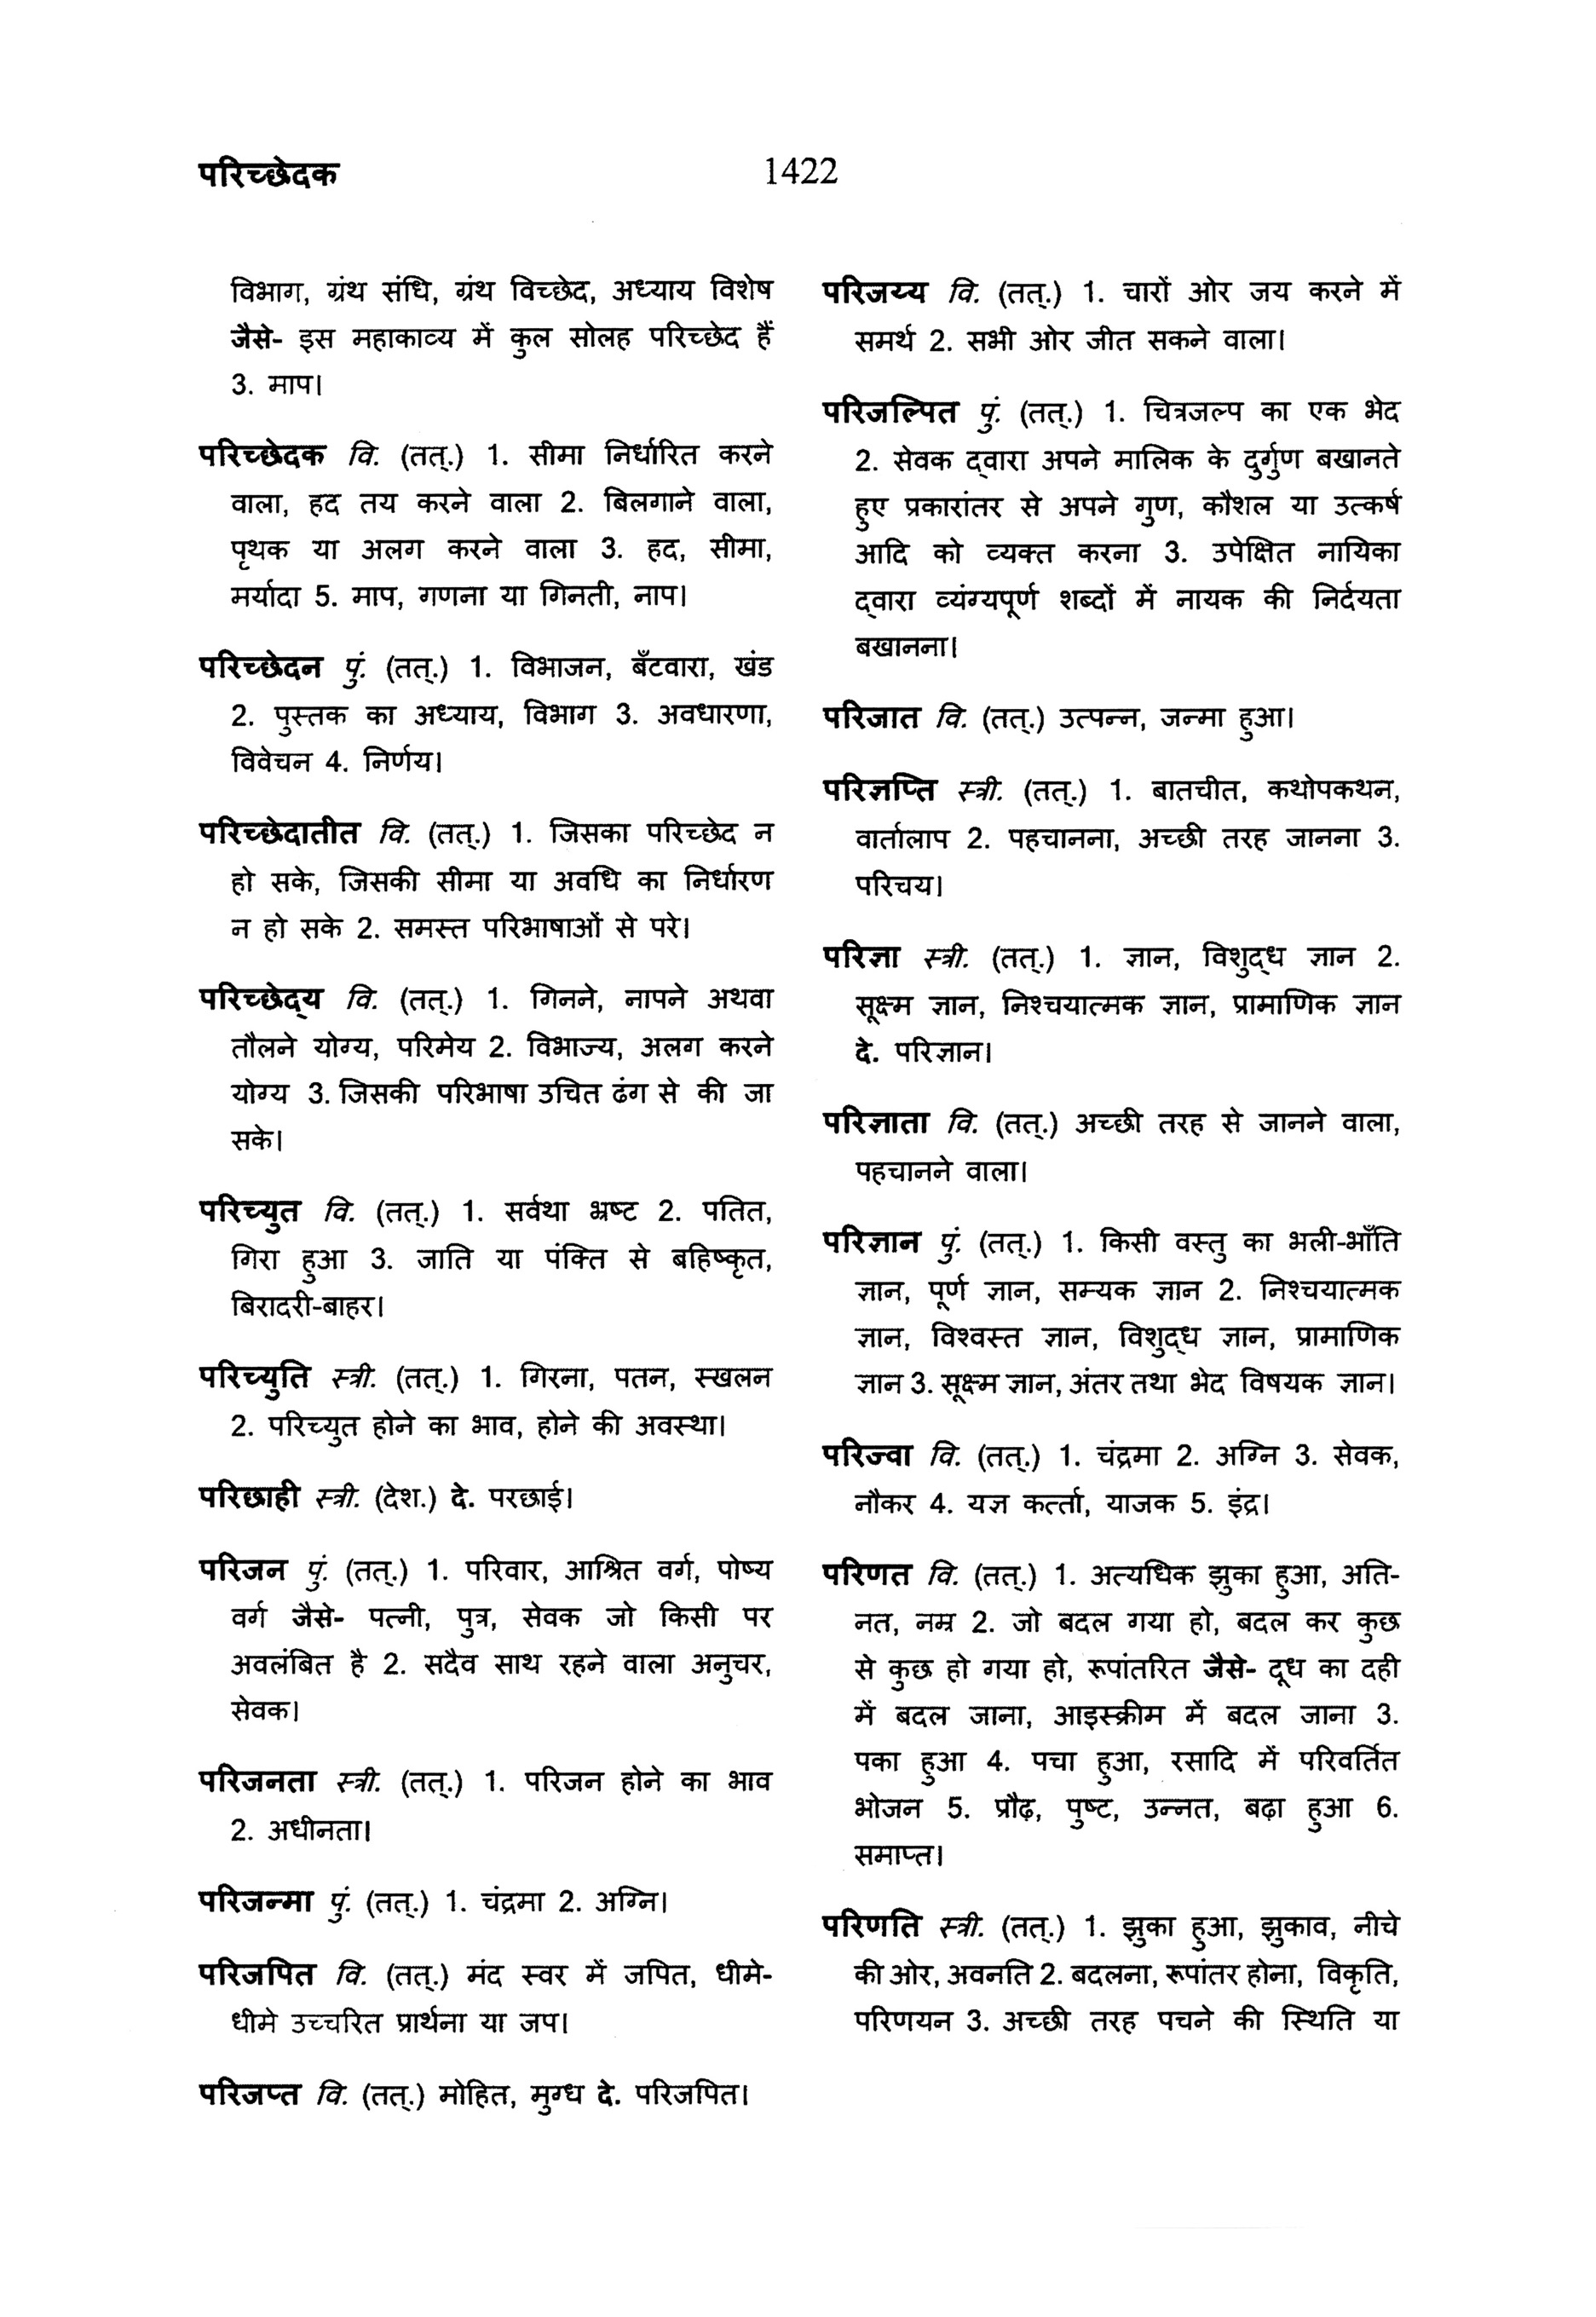 परिच्छेदक
1422
विभाग, ग्रंथ संधि, ग्रंथ विच्छेद, अध्याय विशेष
जैसे- इस महाकाव्य में कुल सोलह परिच्छेद हैं
3. माप।
परिच्छेदक वि. (तत्.) 1. सीमा निर्धारित करने
वाला, हद तय करने वाला 2. बिलगाने वाला,
पृथक या अलग करने वाला 3. हद, सीमा,
मर्यादा 5. माप, गणना या गिनती, नाप।
परिच्छेदन पुं. (तत्.) 1. विभाजन, बँटवारा, खंड
2. पुस्तक का अध्याय, विभाग 3. अवधारणा,
विवेचन 4. निर्णय।
परिच्छेदातीत वि. (तत्.) 1. जिसका परिच्छेद न
हो सके, जिसकी सीमा या अवधि का निर्धारण
न हो सके 2. समस्त परिभाषाओं से परे।
परिच्छेद्य वि. (तत्.) 1. गिनने, नापने अथवा
तौलने योग्य, परिमेय 2. विभाज्य, अलग करने
योग्य 3. जिसकी परिभाषा उचित ढंग से की जा
सके।
परिच्युत वि. (तत्.) 1. सर्वथा भ्रष्ट 2. पतित,
गिरा हुआ 3. जाति या पंक्ति से बहिष्कृत,
बिरादरी-बाहर।
परिच्युति स्त्री. (तत्.) 1. गिरना, पतन, स्खलन
2. परिच्युत होने का भाव, होने की अवस्था।
परिछाही स्त्री. (देश.) दे. परछाई।
परिजन पुं. (तत्.) 1. परिवार, आश्रित वर्ग, पोष्य
वर्ग जैसे- पत्नी, पुत्र, सेवक जो किसी पर
अवलंबित है 2. सदैव साथ रहने वाला अनुचर,
सेवक।
परिजनता स्त्री. (तत्.) 1. परिजन होने का भाव
2. अधीनता।
परिजन्मा पुं. (तत्.) 1. चंद्रमा 2. अग्नि।
परिजपित वि. (तत्.) मंद स्वर में जपित, धीमे-
धीमे उच्चरित प्रार्थना या जप।
परिजप्त वि. (तत्.) मोहित, मुग्ध दे. परिजपित।
परिजय्य वि. (तत्.) 1. चारों ओर जय करने में
समर्थ 2. सभी ओर जीत सकने वाला।
परिजल्पित पुं. (तत्.) 1. चित्रजल्प का एक भेद
2. सेवक द्‌वारा अपने मालिक के दुर्गुण बखानते
हुए प्रकारांतर से अपने गुण, कौशल या उत्कर्ष
आदि को व्यक्त करना 3. उपेक्षित नायिका
द्‌वारा व्यंग्यपूर्ण शब्दों में नायक की निर्दयता
बखानना।
परिजात वि. (तत्.) उत्पन्न, जन्मा हुआ।
परिज्ञप्ति स्त्री. (तत्.) 1. बातचीत, कथोपकथन,
वार्तालाप 2. पहचानना, अच्छी तरह जानना 3.
परिचय।
परिज्ञा स्त्री. (तत्.) 1. ज्ञान, विशुद्‌ध ज्ञान 2.
सूक्ष्म ज्ञान, निश्चयात्मक ज्ञान, प्रामाणिक ज्ञान
दे. परिज्ञान।
परिज्ञाता वि. (तत्.) अच्छी तरह से जानने वाला,
पहचानने वाला।
परिज्ञान पुं. (तत्.) 1. किसी वस्तु का भली-भाँति
ज्ञान, पूर्ण ज्ञान, सम्यक ज्ञान 2. निश्चयात्मक
ज्ञान, विश्वस्त ज्ञान, विशुद्‌ध ज्ञान, प्रामाणिक
ज्ञान 3. सूक्ष्म ज्ञान, अंतर तथा भेद विषयक ज्ञान।
परिज्वा वि. (तत्.) 1. चंद्रमा 2. अग्नि 3. सेवक,
नौकर 4. यज्ञ कर्त्ता, याजक 5. इंद्र।
परिणत वि. (तत्.) 1. अत्यधिक झुका हुआ, अति-
नत, नम्र 2. जो बदल गया हो, बदल कर कुछ
से कुछ हो गया हो, रूपांतरित जैसे- दूध का दही
में बदल जाना, आइस्क्रीम में बदल जाना 3.
पका हुआ 4. पचा हुआ, रसादि में परिवर्तित
भोजन 5. प्रौढ़, पुष्ट, उन्नत, बढ़ा हुआ 6.
समाप्त।
परिणति स्त्री. (तत्.) 1. झुका हुआ, झुकाव, नीचे
की ओर, अवनति 2. बदलना, रूपांतर होना, विकृति,
परिणयन 3. अच्छी तरह पचने की स्थिति या